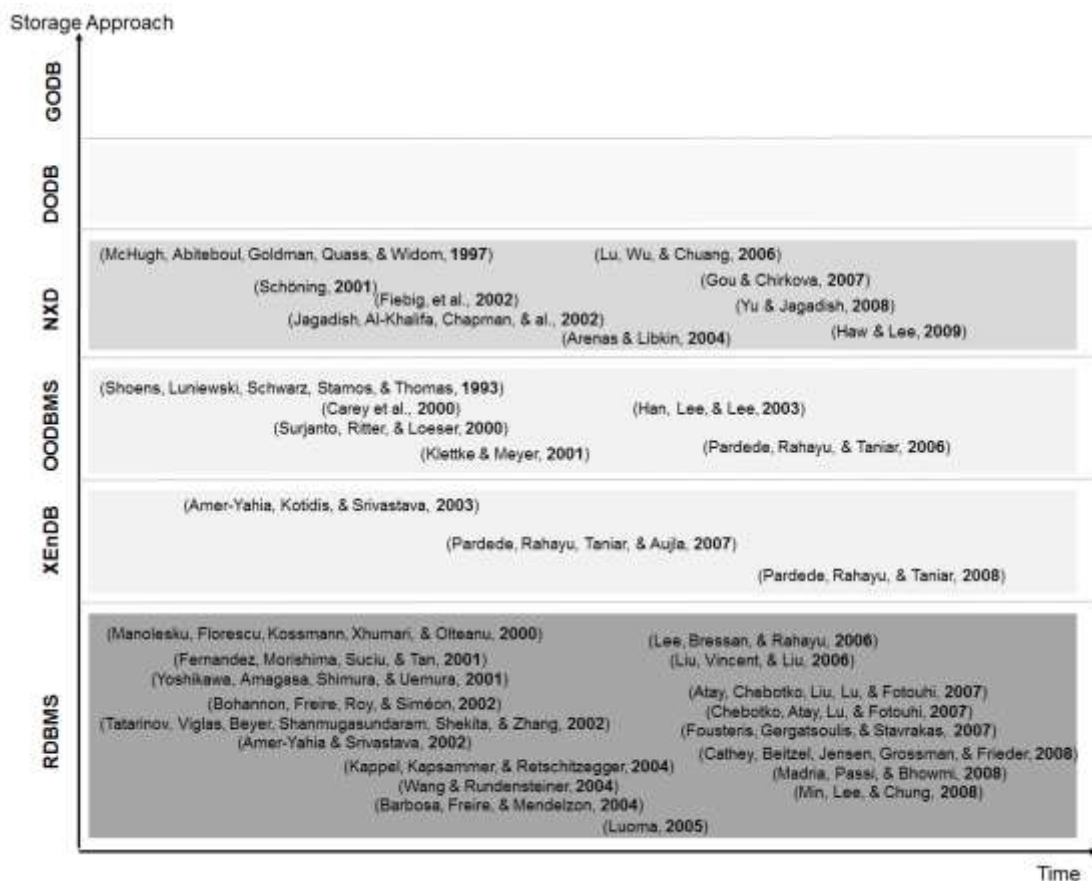 Storage Approach
GODB
DODB
NXD
(McHugh, Abiteboul, Goldman, Quass, & Widom, 1997)
(Lu, Wu, & Chuang, 2006)
(Gou & Chirkova, 2007)
(Schöning, 2001)
(Fiebig, et al., 2002)
(Yu & Jagadish, 2008)
(Jagadish, Al-Khalifa, Chapman, & al., 2002)
(Haw & Lee, 2009)
(Arenas & Libkin, 2004)
OODBMS
(Shoens, Luniewski, Schwarz, Stamos, & Thomas, 1993)
(Carey et al., 2000)
(Han, Lee, & Lee, 2003)
(Surjanto, Ritter, & Loeser, 2000)
(Klettke & Meyer, 2001)
(Pardede, Rahayu, & Taniar, 2006)
XEnDB
(Amer-Yahia, Kotidis, & Srivastava, 2003)
(Pardede, Rahayu, Taniar, & Aujla, 2007)
(Pardede, Rahayu, & Taniar, 2008)
RDBMS
(Manolesku, Florescu, Kossmann, Xhumari, & Olteanu, 2000)
(Lee, Bressan, & Rahayu, 2006)
(Fernandez, Morishima, Suciu, & Tan, 2001)
(Liu, Vincent, & Liu, 2006)
(Yoshikawa, Amagasa, Shimura, & Uemura, 2001)
(Atay, Chebotko, Liu, Lu, & Fotouhi, 2007)
(Bohannon, Freire, Roy, & Siméon, 2002)
(Chebotko, Atay, Lu, & Fotouhi, 2007)
(Tatarinov, Viglas, Beyer, Shanmugasundaram, Shekita, & Zhang, 2002)
(Fousteris, Gergatsoulis, & Stavrakas, 2007)
(Amer-Yahia & Srivastava, 2002)
(Cathey, Beitzel, Jensen, Grossman, & Frieder, 2008)
(Kappel, Kapsammer, & Retschitzegger, 2004)
(Madria, Passi, & Bhowmi, 2008)
(Wang & Rundensteiner, 2004)
(Min, Lee, & Chung, 2008)
(Barbosa, Freire, & Mendelzon, 2004)
(Luoma, 2005)
Time